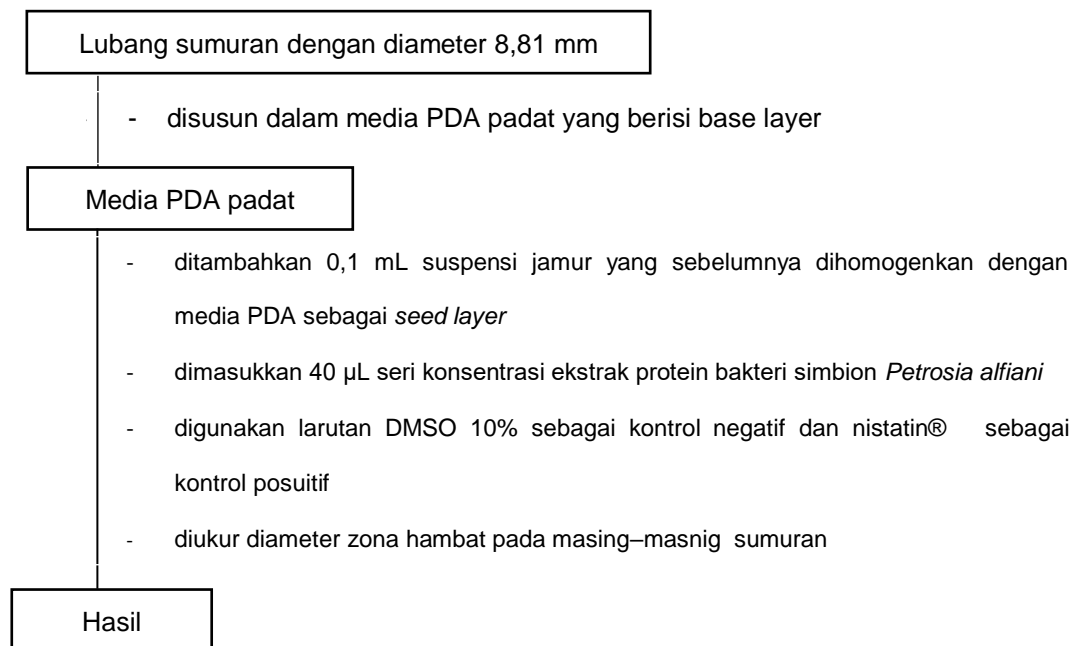 Lubang sumuran dengan diameter 8,81 mm
- disusun dalam media PDA padat yang berisi base layer
Media PDA padat
- ditambahkan 0,1 mL suspensi jamur yang sebelumnya dihomogenkan dengan
media PDA sebagai seed layer
- dimasukkan 40 µL seri konsentrasi ekstrak protein bakteri simbion Petrosia alfiani
- digunakan larutan DMSO 10% sebagai kontrol negatif dan nistatin® sebagai
kontrol posuitif
- diukur diameter zona hambat pada masing–masnig sumuran
Hasil